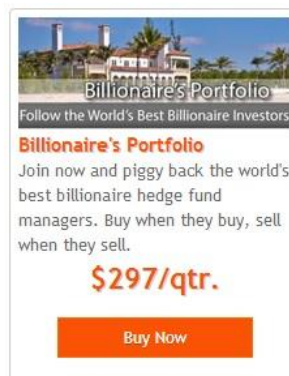 Billionaire's Portfolio
Follow the World's Best Billionaire Investors
Billionaire's Portfolio
Join now and piggy back the world's
best billionaire hedge fund
managers. Buy when they buy, sell
when they sell.
$297/qtr.
Buy Now